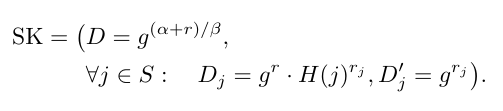 SK = (D = g^{(α+r)/β},
∀j ∈ S : D_j = g^r · H(j)^{r_j}, D'_j = g^{r_j}).